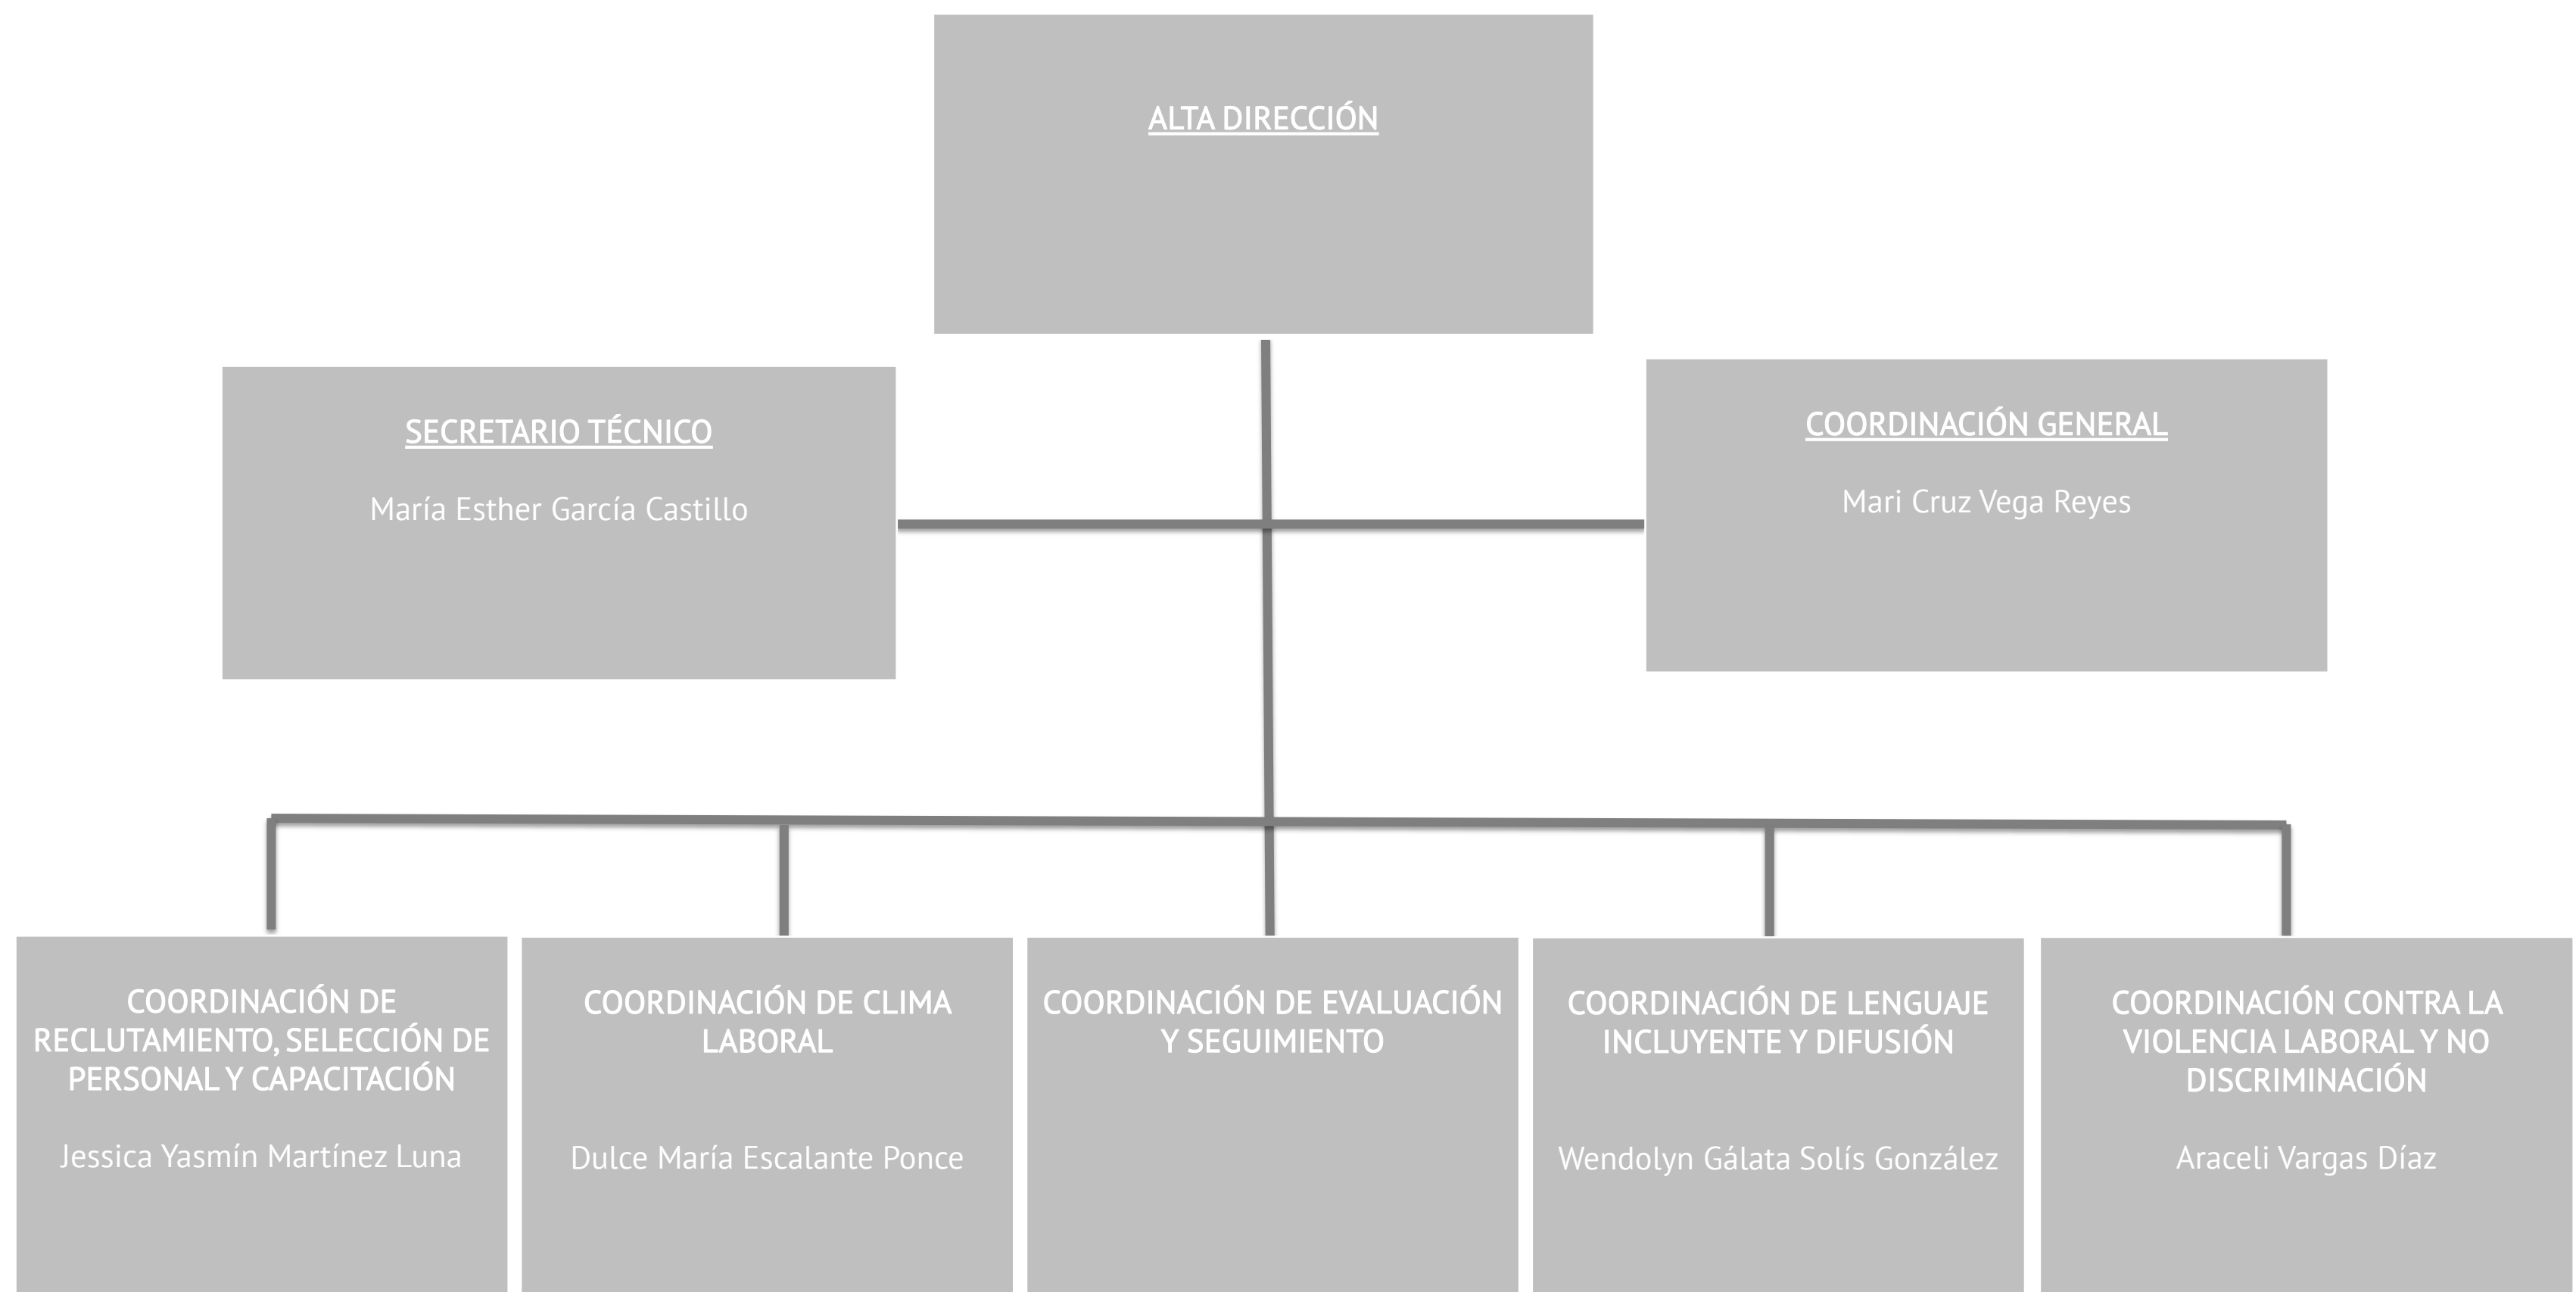 ALTA DIRECCIÓN
SECRETARIO TÉCNICO
María Esther García Castillo
COORDINACIÓN GENERAL
Mari Cruz Vega Reyes
COORDINACIÓN DE
RECLUTAMIENTO, SELECCIÓN DE
PERSONAL Y CAPACITACIÓN
Jessica Yasmín Martínez Luna
COORDINACIÓN DE CLIMA
LABORAL
Dulce María Escalante Ponce
COORDINACIÓN DE EVALUACIÓN
Y SEGUIMIENTO
COORDINACIÓN DE LENGUAJE
INCLUYENTE Y DIFUSIÓN
Wendolyn Gálata Solís González
COORDINACIÓN CONTRA LA
VIOLENCIA LABORAL Y NO
DISCRIMINACIÓN
Araceli Vargas Díaz